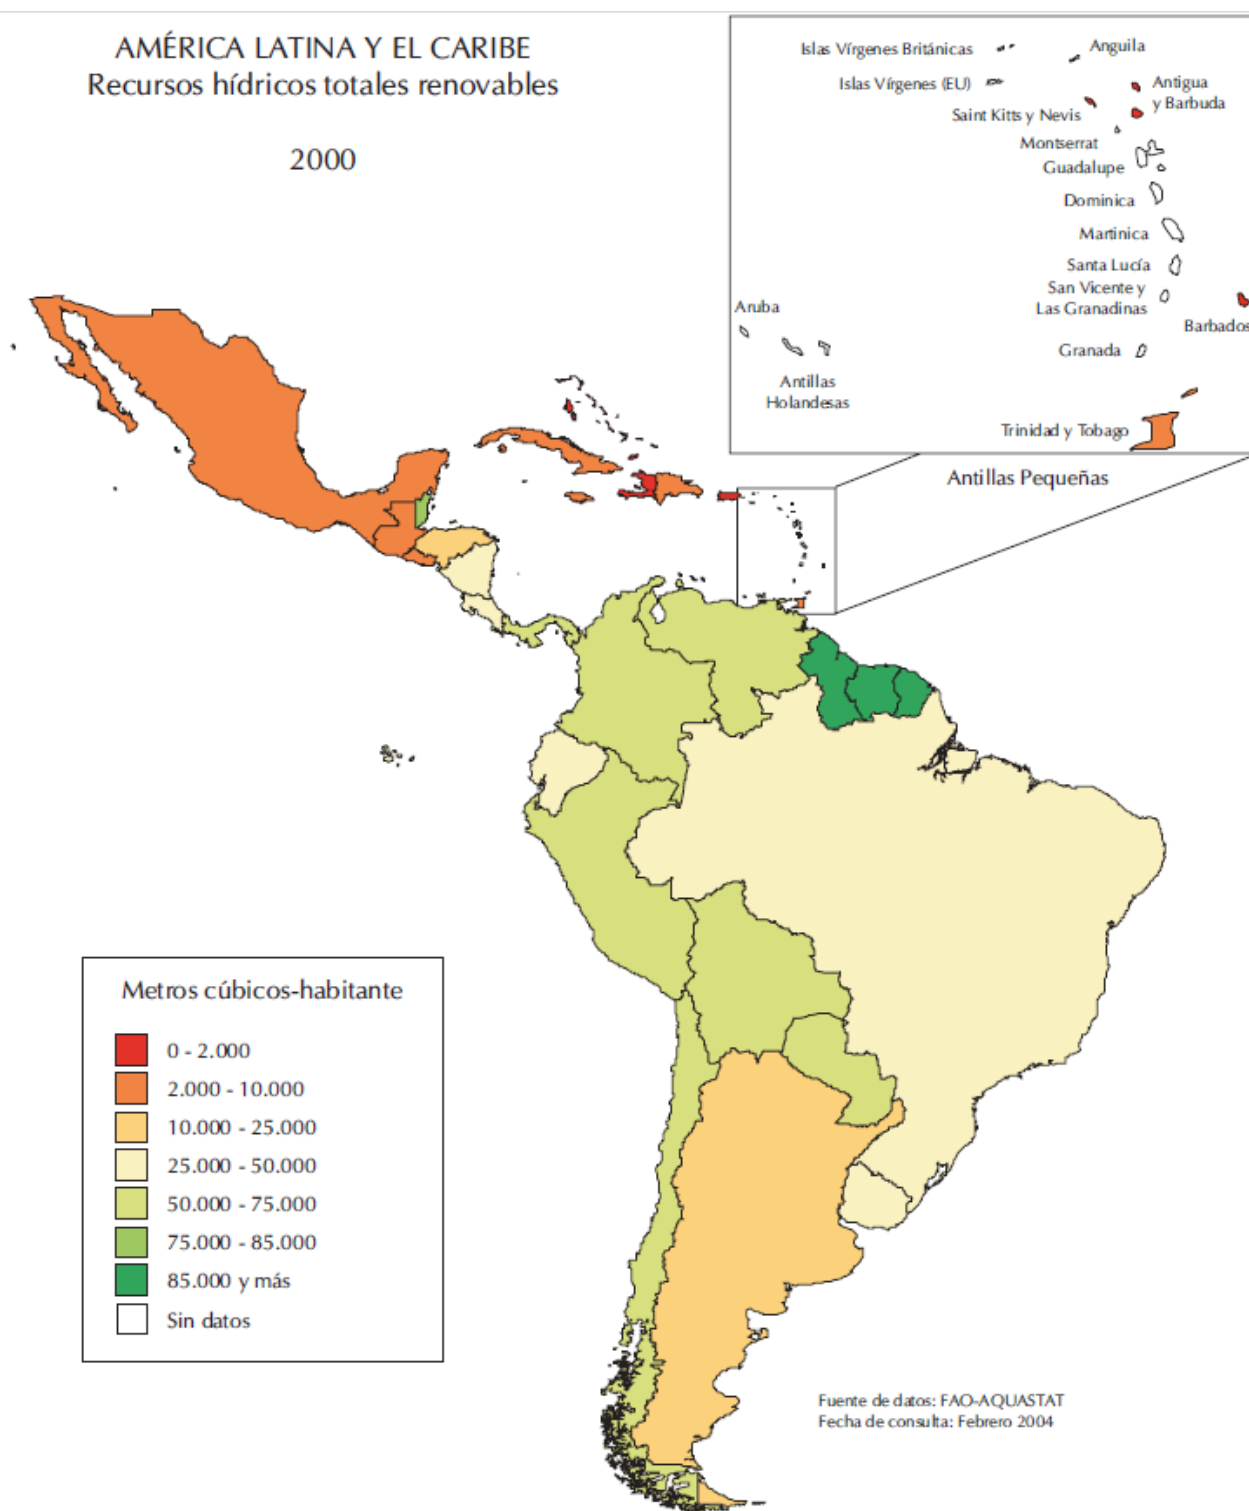 AMÉRICA LATINA Y EL CARIBE
Recursos hídricos totales renovables
2000
Islas Vírgenes Británicas
Anguila
Islas Vírgenes (EU)
Antigua
y Barbuda
Saint Kitts y Nevis
Montserrat
Guadalupe
Dominica
Martinica
Santa Lucía
San Vicente y
Las Granadinas
Aruba
Barbados
Granada
Antillas
Holandesas
Trinidad y Tobago
Antillas Pequeñas
Metros cúbicos-habitante
0 - 2.000
2.000 - 10.000
10.000 - 25.000
25.000 - 50.000
50.000 - 75.000
75.000 - 85.000
85.000 y más
Sin datos
Fuente de datos: FAO-AQUASTAT
Fecha de consulta: Febrero 2004